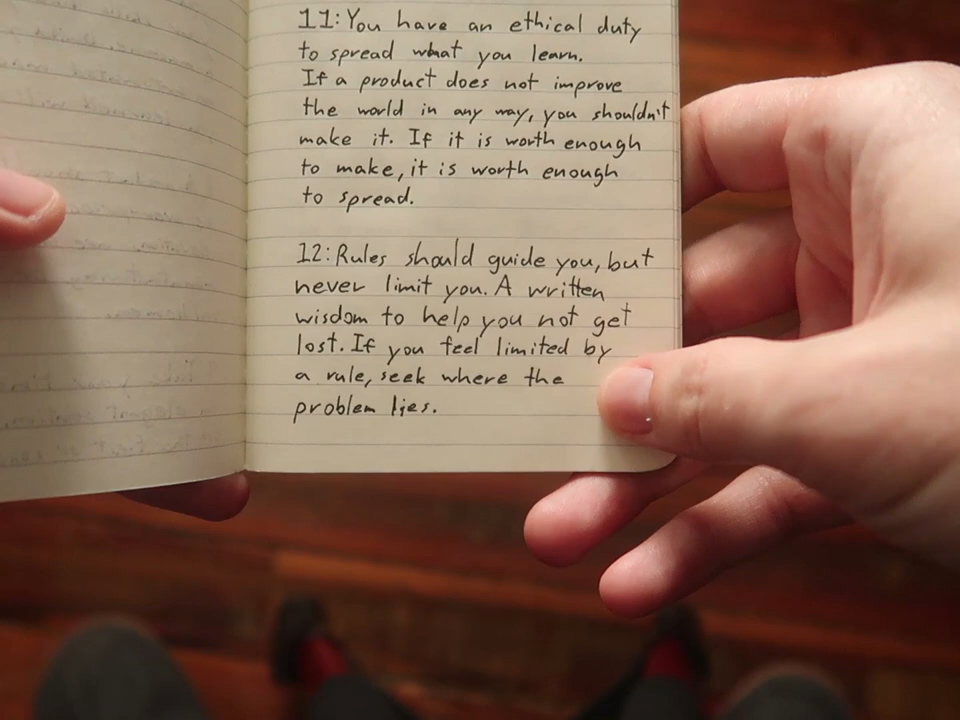 11: You have an ethical duty
to spread what you learn.
If a product does not improve
the world in any way, you shouldn't
make it. If it is worth enough
to make, it is worth enough
to spread.
12: Rules should guide you, but
never limit you. A written
wisdom to help you not get
lost. If you feel limited by
a rule, seek where the
problem lies.